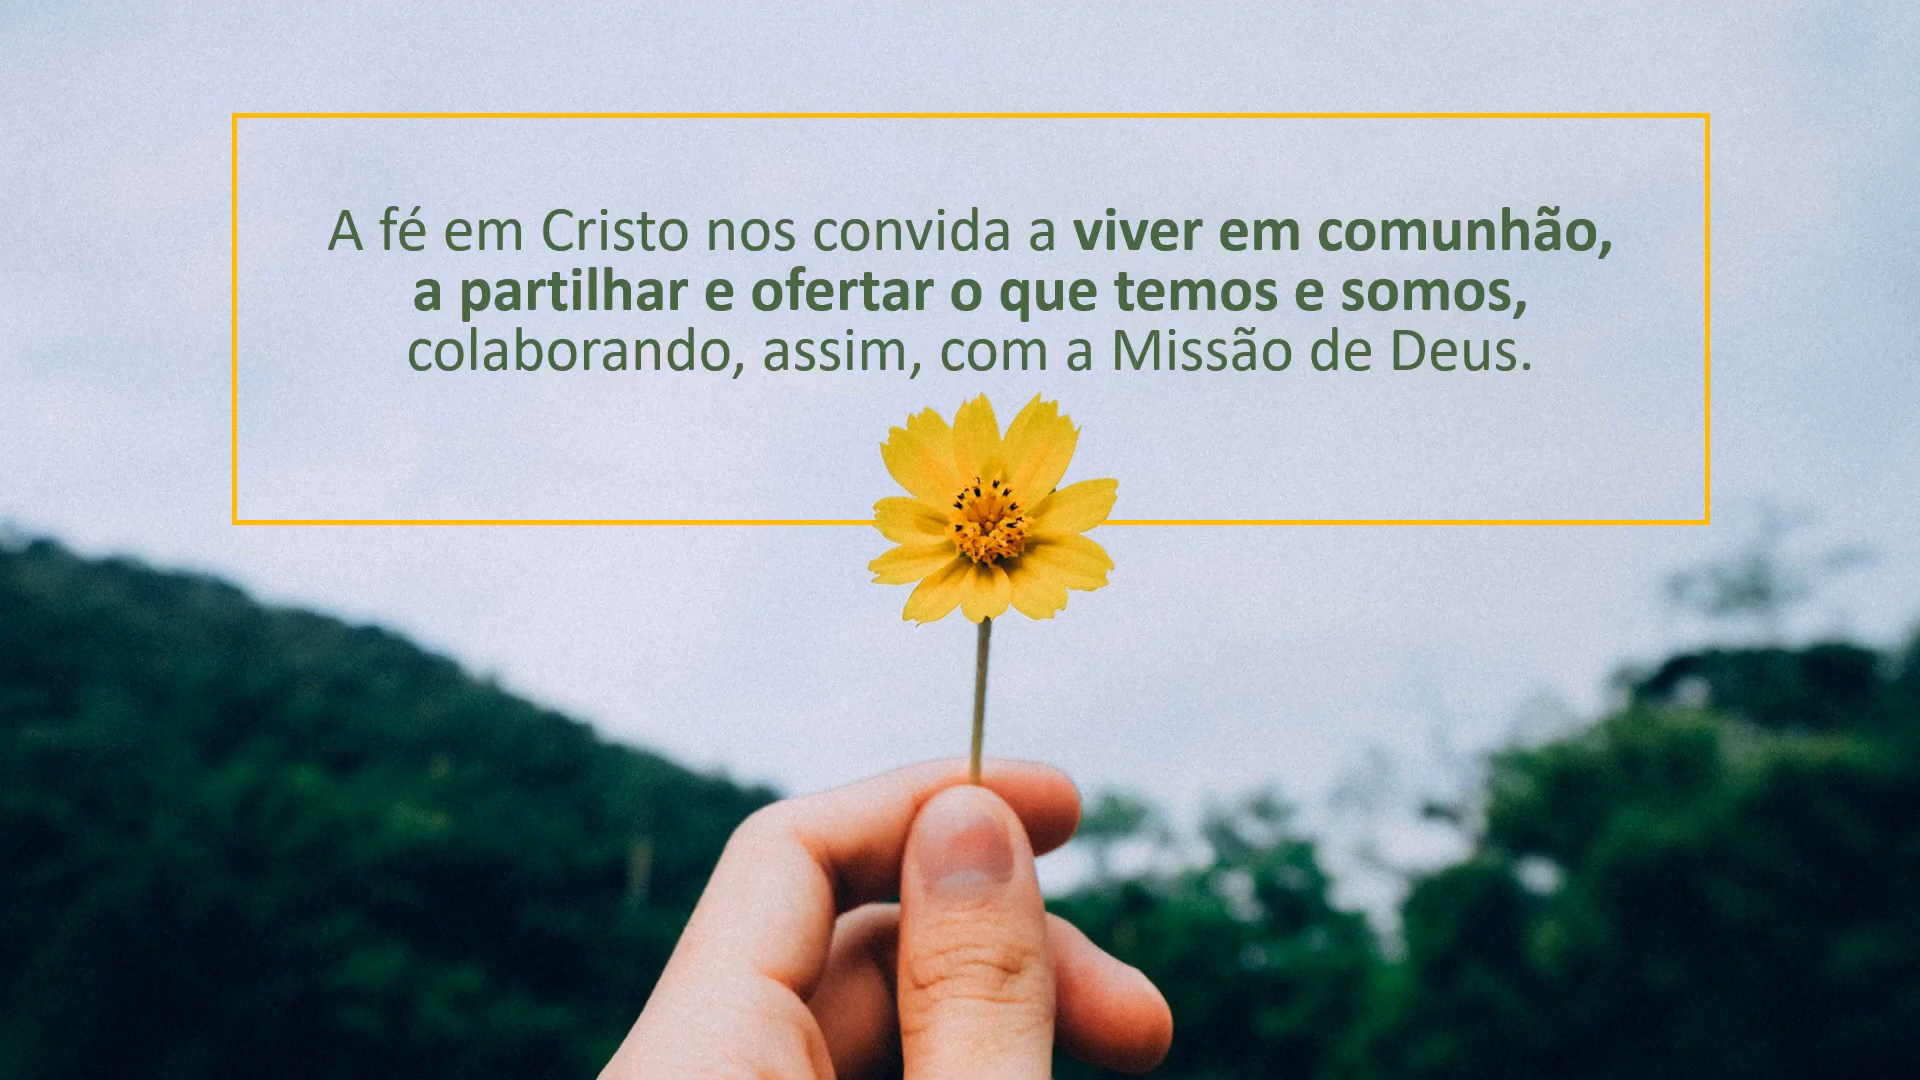 A fé em Cristo nos convida a viver em comunhão,
a partilhar e ofertar o que temos e somos,
colaborando, assim, com a Missão de Deus.